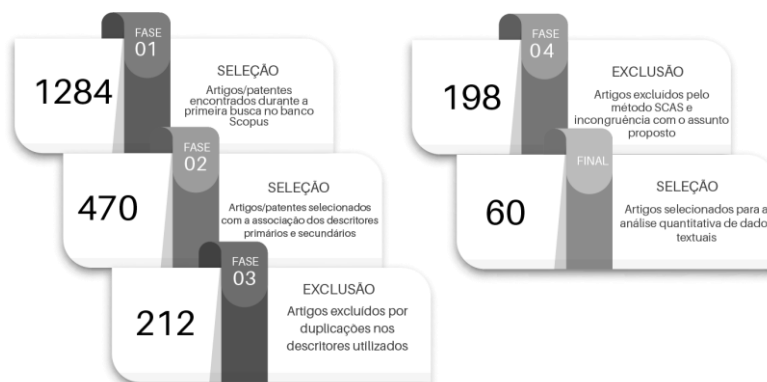 FASE
01
1284
SELEÇÃO
Artigos/patentes
encontrados durante a
primeira busca no banco
Scopus
FASE
02
470
SELEÇÃO
Artigos/patentes selecionados
com a associação dos descritores
primários e secundários
FASE
03
212
EXCLUSÃO
Artigos excluídos por
duplicações nos
descritores utilizados
FASE
04
198
EXCLUSÃO
Artigos excluidos pelo
método SCAS e
incongruência com o assunto
proposto
FINAL
60
SELEÇÃO
Artigos selecionados para a
análise quantitativa de dado
textuais